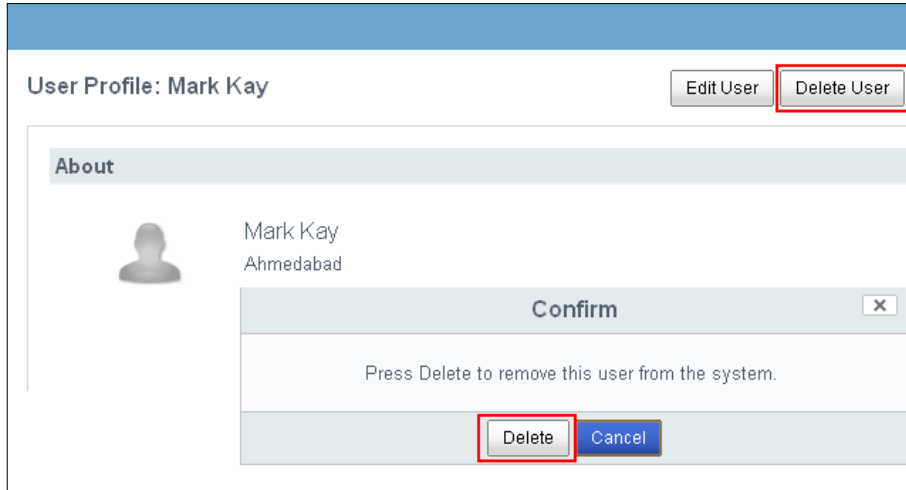 User Profile: Mark Kay
Edit User
Delete User
About
Mark Kay
Ahmedabad
Confirm
Press Delete to remove this user from the system.
Delete
Cancel